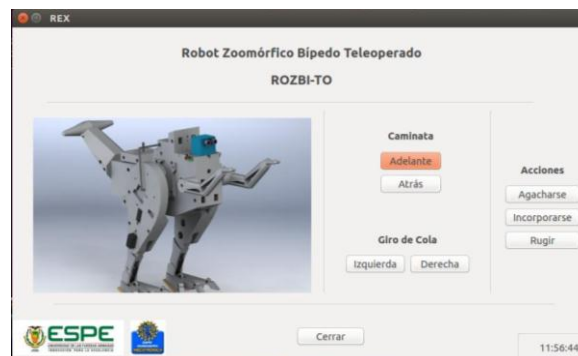 REX
Robot Zoomórfico Bípedo Teleoperado
ROZBI-TO
Caminata
Adelante
Atrás
Giro de Cola
Izquierda Derecha
Acciones
Agacharse
Incorporarse
Rugir
ESPE
Cerrar
11:56:44